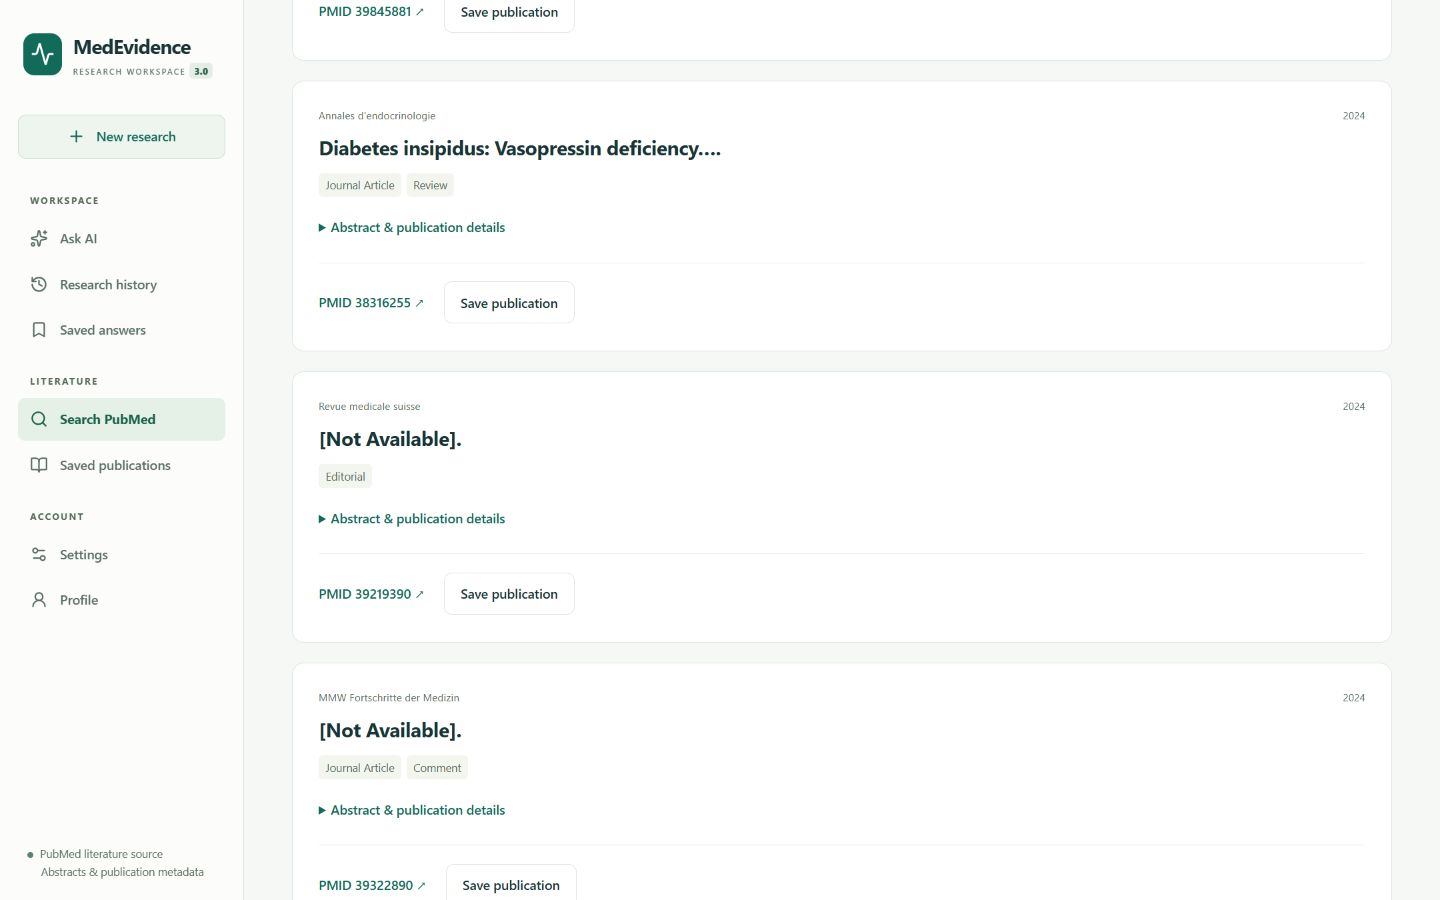 MedEvidence
RESEARCH WORKSPACE 3.0
New research
WORKSPACE
Ask AI
Research history
Saved answers
LITERATURE
Search PubMed
Saved publications
ACCOUNT
Settings
Profile
PubMed literature source
Abstracts & publication metadata
PMID 39845881 ↗ Save publication
Annales d'endocrinologie 2024
Diabetes insipidus: Vasopressin deficiency....
Journal Article Review
▶ Abstract & publication details
PMID 38316255 ↗ Save publication
Revue medicale suisse 2024
[Not Available].
Editorial
▶ Abstract & publication details
PMID 39219390 ↗ Save publication
MMW Fortschritte der Medizin 2024
[Not Available].
Journal Article Comment
▶ Abstract & publication details
PMID 39322890 ↗ Save publication